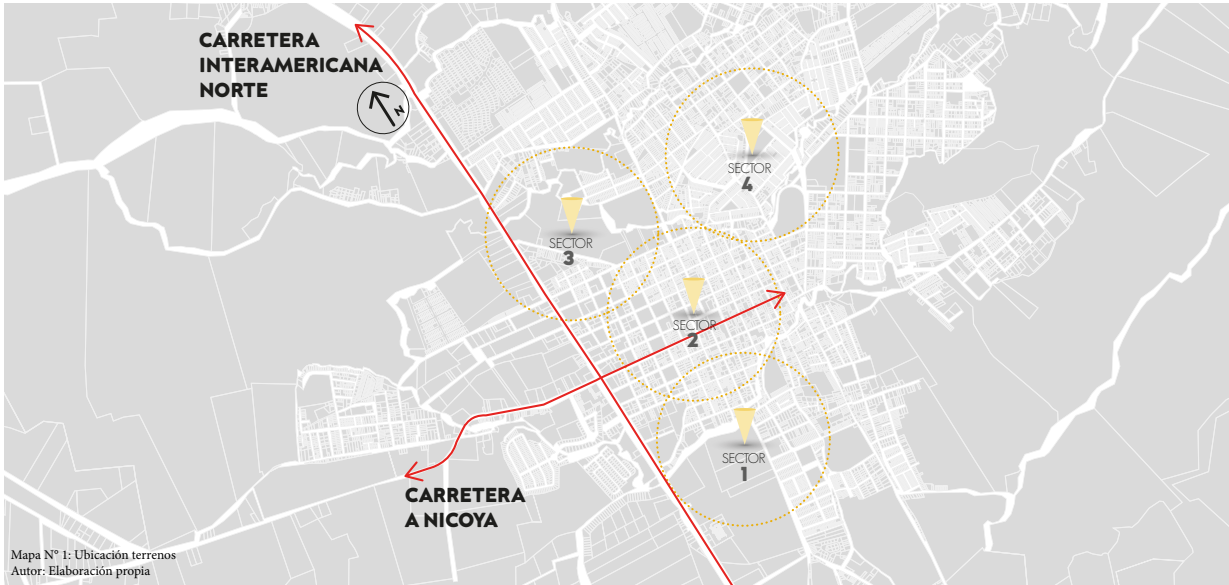 CARRETERA
INTERAMERICANA
NORTE
N
SECTOR
4
SECTOR
3
SECTOR
2
SECTOR
1
CARRETERA
A NICOYA
Mapa N° 1: Ubicación terrenos
Autor: Elaboración propia